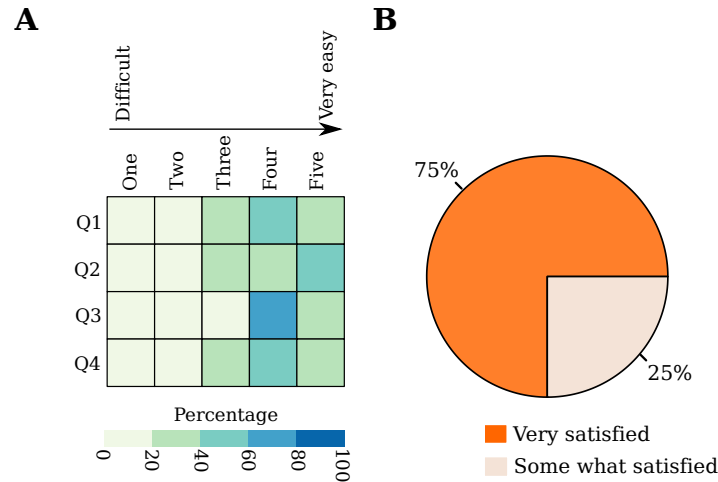 A
B
Difficult
Very easy
One
Two
Three
Four
Five
Q1
Q2
Q3
Q4
Percentage
0
20
40
60
80
100
75%
25%
Very satisfied
Some what satisfied